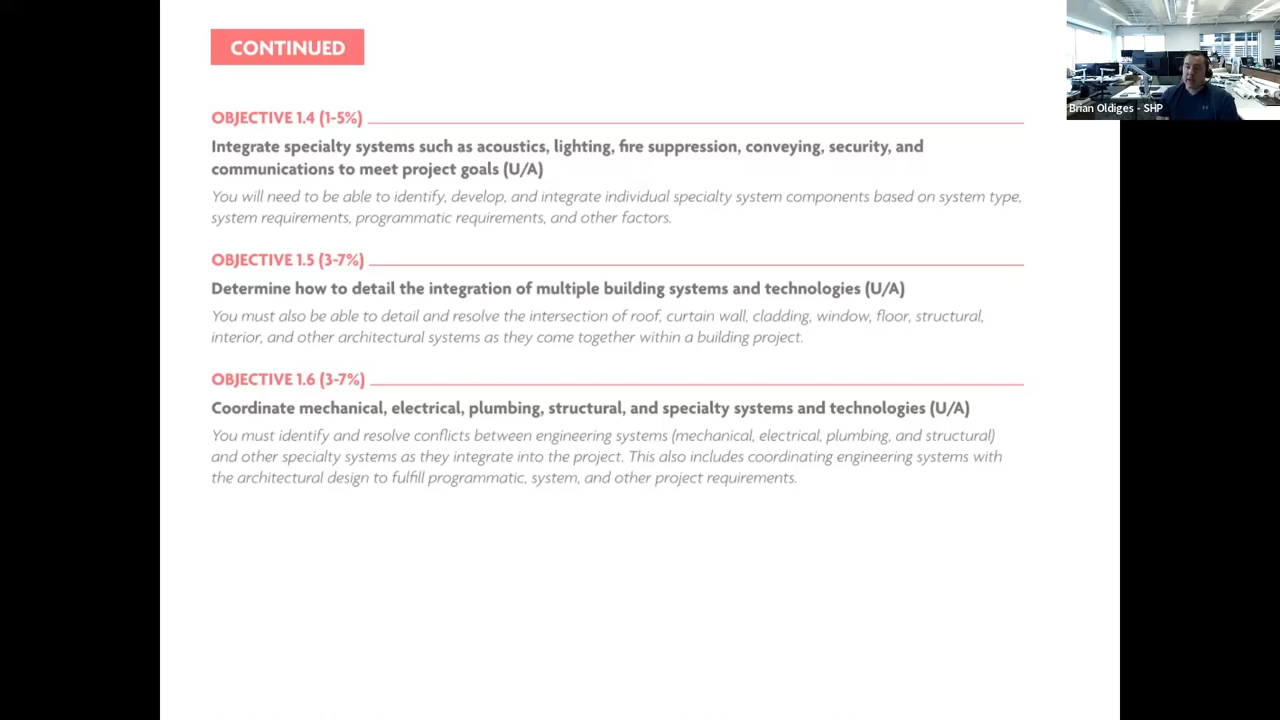 CONTINUED
OBJECTIVE 1.4 (1-5%)
Integrate specialty systems such as acoustics, lighting, fire suppression, conveying, security, and
communications to meet project goals (U/A)
You will need to be able to identify, develop, and integrate individual specialty system components based on system type,
system requirements, programmatic requirements, and other factors.
OBJECTIVE 1.5 (3-7%)
Determine how to detail the integration of multiple building systems and technologies (U/A)
You must also be able to detail and resolve the intersection of roof, curtain wall, cladding, window, floor, structural,
interior, and other architectural systems as they come together within a building project.
OBJECTIVE 1.6 (3-7%)
Coordinate mechanical, electrical, plumbing, structural, and specialty systems and technologies (U/A)
You must identify and resolve conflicts between engineering systems (mechanical, electrical, plumbing, and structural)
and other specialty systems as they integrate into the project. This also includes coordinating engineering systems with
the architectural design to fulfill programmatic, system, and other project requirements.
Brian Oldiges - SHP